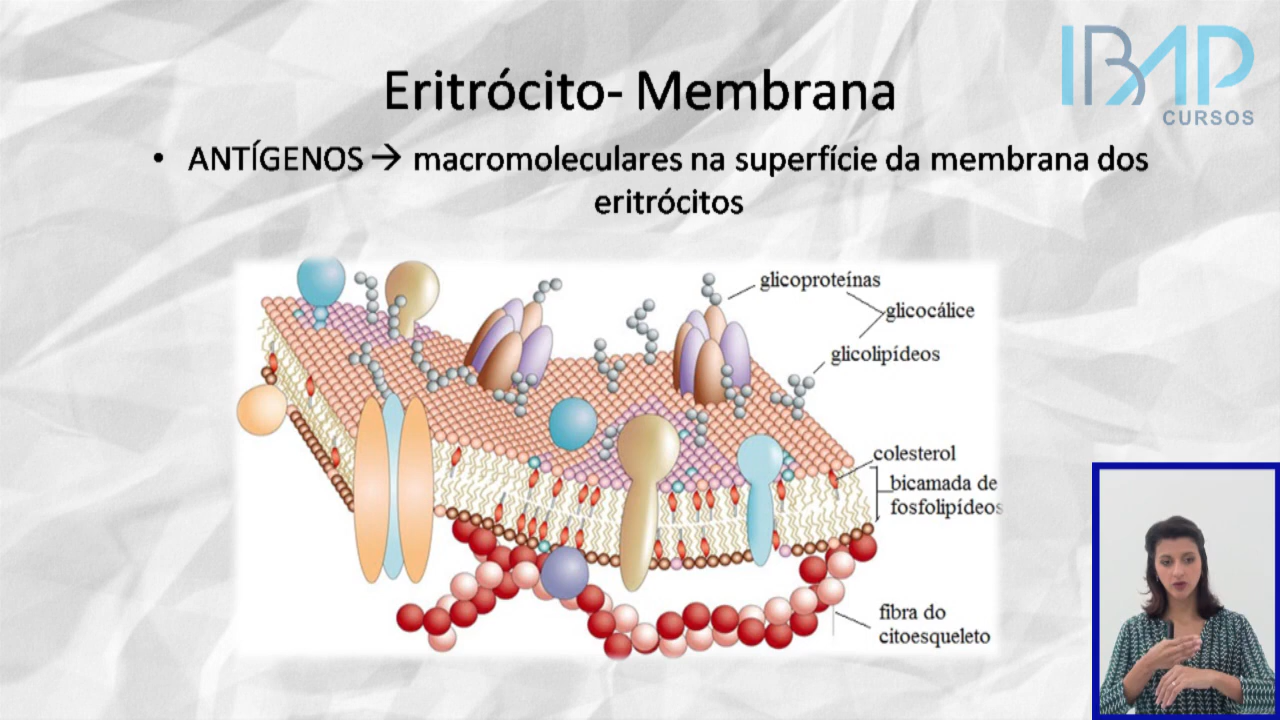 IBAP
CURSOS
Eritrócito- Membrana
• ANTÍGENOS → macromoleculares na superfície da membrana dos
eritrócitos
glicoproteínas
glicocálice
glicolipídeos
colesterol
bicamada de
fosfolipídeos
fibra do
citoesqueleto